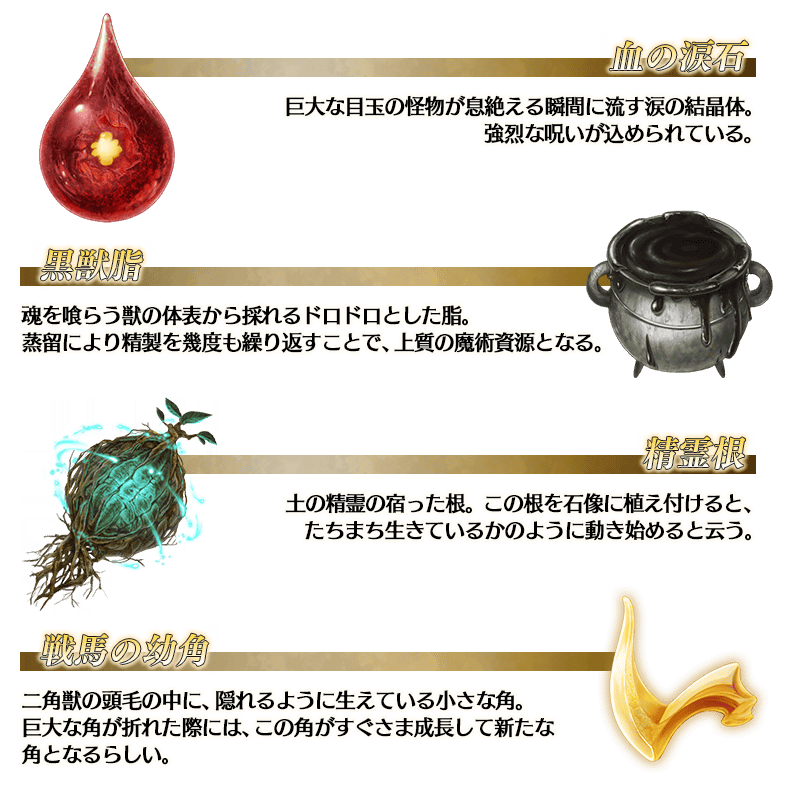 血の涙石
巨大な目玉の怪物が息絶える瞬間に流す涙の結晶体。
強烈な呪いが込められている。
黒獣脂
魂を喰らう獣の体表から採れるドロドロとした脂。
蒸留により精製を幾度も繰り返すことで、上質の魔術資源となる。
精霊根
土の精霊の宿った根。この根を石像に植え付けると、
たちまち生きているかのように動き始めると云う。
戦馬の幼角
二角獣の頭毛の中に、隠れるように生えている小さな角。
巨大な角が折れた際には、この角がすぐさま成長して新たな
角となるらしい。